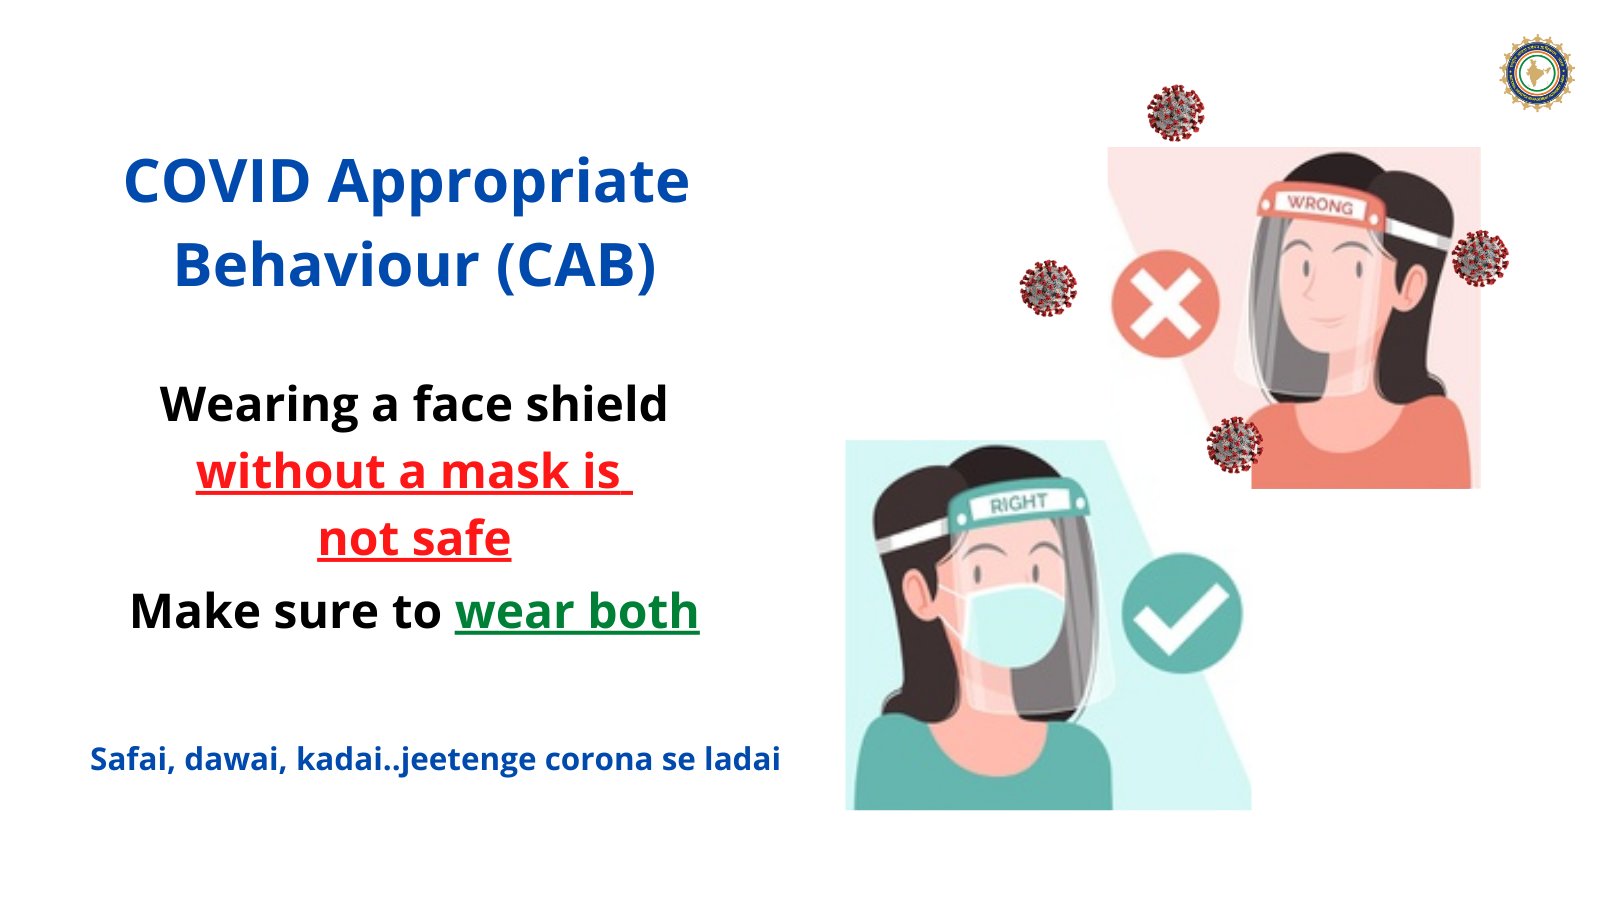 COVID Appropriate
Behaviour (CAB)
Wearing a face shield
without a mask is
not safe
Make sure to wear both
Safai, dawai, kadai..jeetenge corona se ladai
WRONG
RIGHT